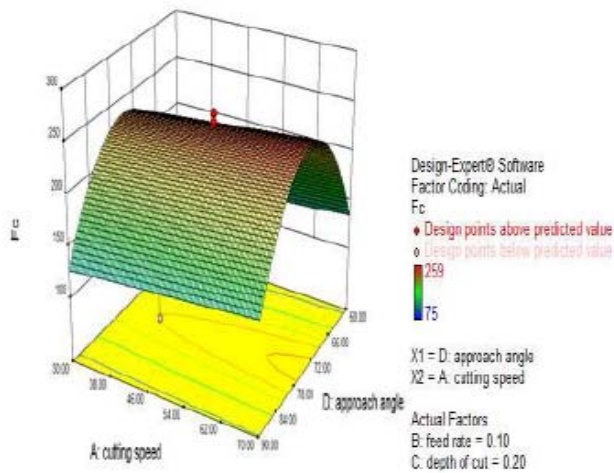 300
250
200
150
100
Fc
30.00
38.00
46.00
54.00
62.00
70.00
90.00
84.00
78.00
72.00
66.00
60.00
A: cutting speed
D: approach angle
Design-Expert® Software
Factor Coding: Actual
Fc
Design points above predicted value
Design points below predicted value
259
75
X1 = D: approach angle
X2 = A: cutting speed
Actual Factors
B: feed rate = 0.10
C: depth of cut = 0.20